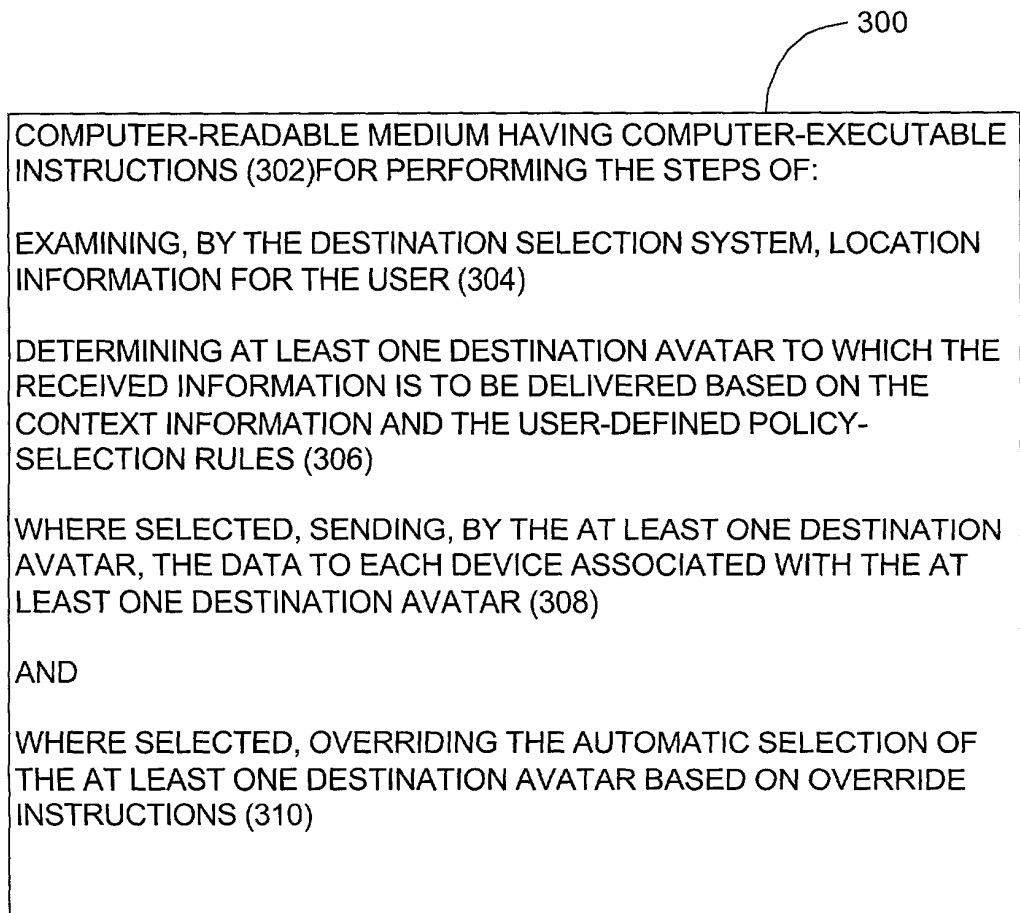 300
COMPUTER-READABLE MEDIUM HAVING COMPUTER-EXECUTABLE
INSTRUCTIONS (302)FOR PERFORMING THE STEPS OF:
EXAMINING, BY THE DESTINATION SELECTION SYSTEM, LOCATION
INFORMATION FOR THE USER (304)
DETERMINING AT LEAST ONE DESTINATION AVATAR TO WHICH THE
RECEIVED INFORMATION IS TO BE DELIVERED BASED ON THE
CONTEXT INFORMATION AND THE USER-DEFINED POLICY-
SELECTION RULES (306)
WHERE SELECTED, SENDING, BY THE AT LEAST ONE DESTINATION
AVATAR, THE DATA TO EACH DEVICE ASSOCIATED WITH THE AT
LEAST ONE DESTINATION AVATAR (308)
AND
WHERE SELECTED, OVERRIDING THE AUTOMATIC SELECTION OF
THE AT LEAST ONE DESTINATION AVATAR BASED ON OVERRIDE
INSTRUCTIONS (310)